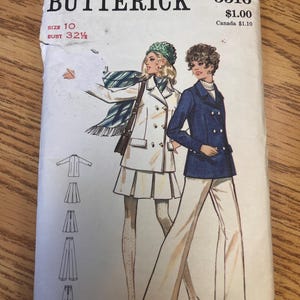 BUTTERICK
$1.00
Canada $1.10
SIZE 10
BUST 32½